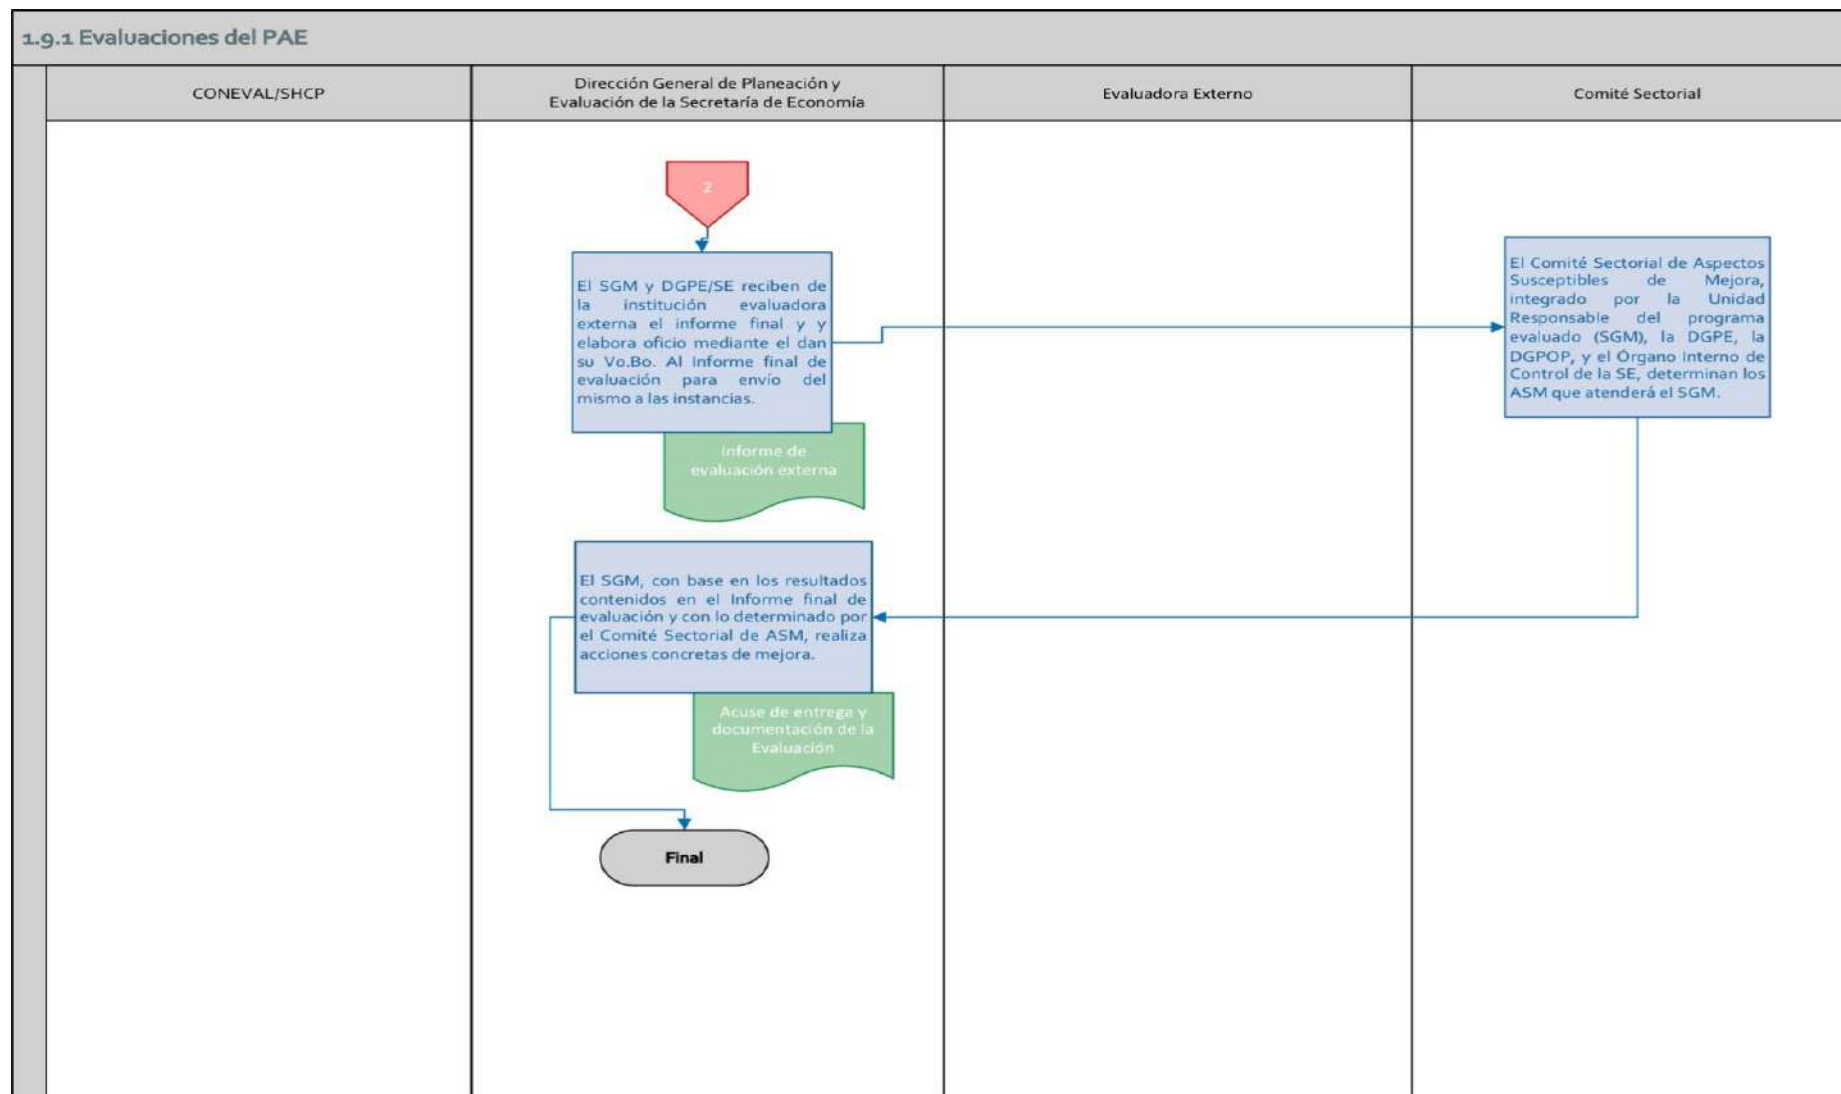 1.9.1 Evaluaciones del PAE
CONEVAL/SHCP
Dirección General de Planeación y
Evaluación de la Secretaría de Economía
Evaluadora Externo
Comité Sectorial
2
El SGM y DGPE/SE reciben de
la institución evaluadora
externa el informe final y y
elabora oficio mediante el dan
su Vo.Bo. Al Informe final de
evaluación para envío del
mismo a las instancias.
Informe de
evaluación externa
El Comité Sectorial de Aspectos
Susceptibles de Mejora,
integrado por la Unidad
Responsable del programa
evaluado (SGM), la DGPE, la
DGPOP, y el Órgano Interno de
Control de la SE, determinan los
ASM que atenderá el SGM.
El SGM, con base en los resultados
contenidos en el Informe final de
evaluación y con lo determinado por
el Comité Sectorial de ASM, realiza
acciones concretas de mejora.
Acuse de entrega y
documentación de la
Evaluación
Final